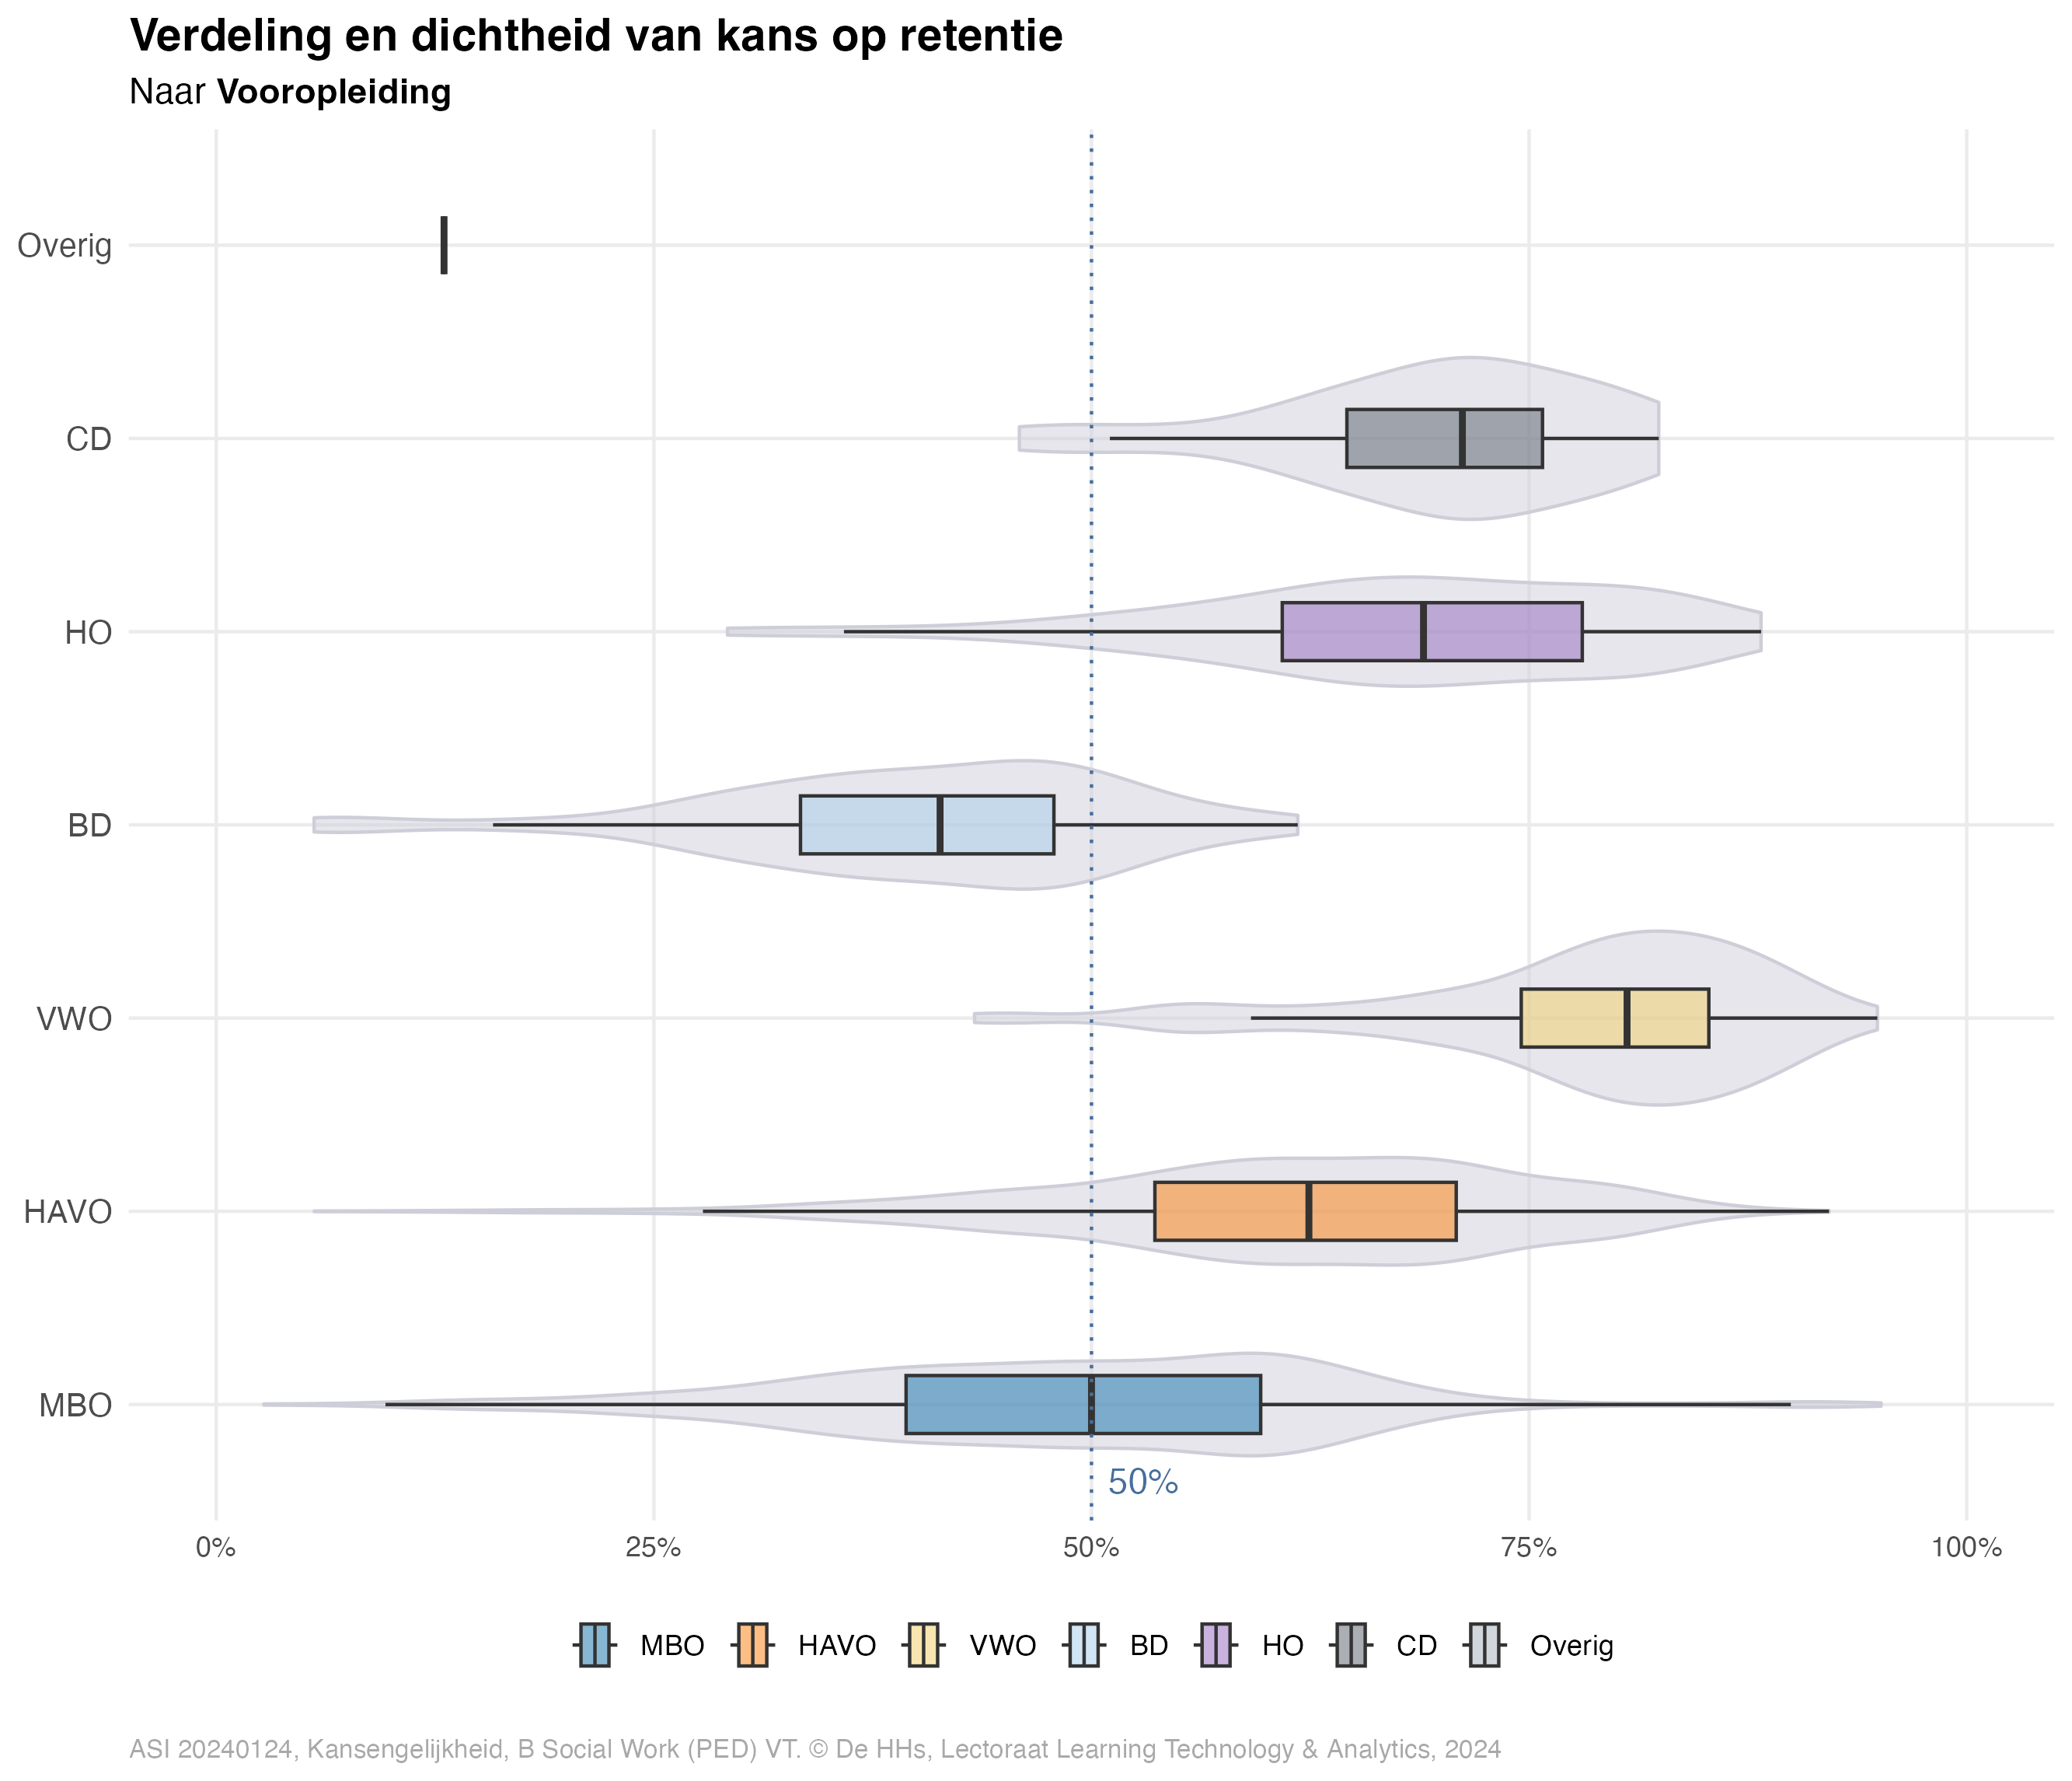 Verdeling en dichtheid van kans op retentie
Naar Vooropleiding
Overig
CD
HO
BD
VWO
HAVO
MBO
50%
0% 25% 50% 75% 100%
MBO HAVO VWO BD HO CD Overig
ASI 20240124, Kansengelijkheid, B Social Work (PED) VT. © De HHs, Lectoraat Learning Technology & Analytics, 2024